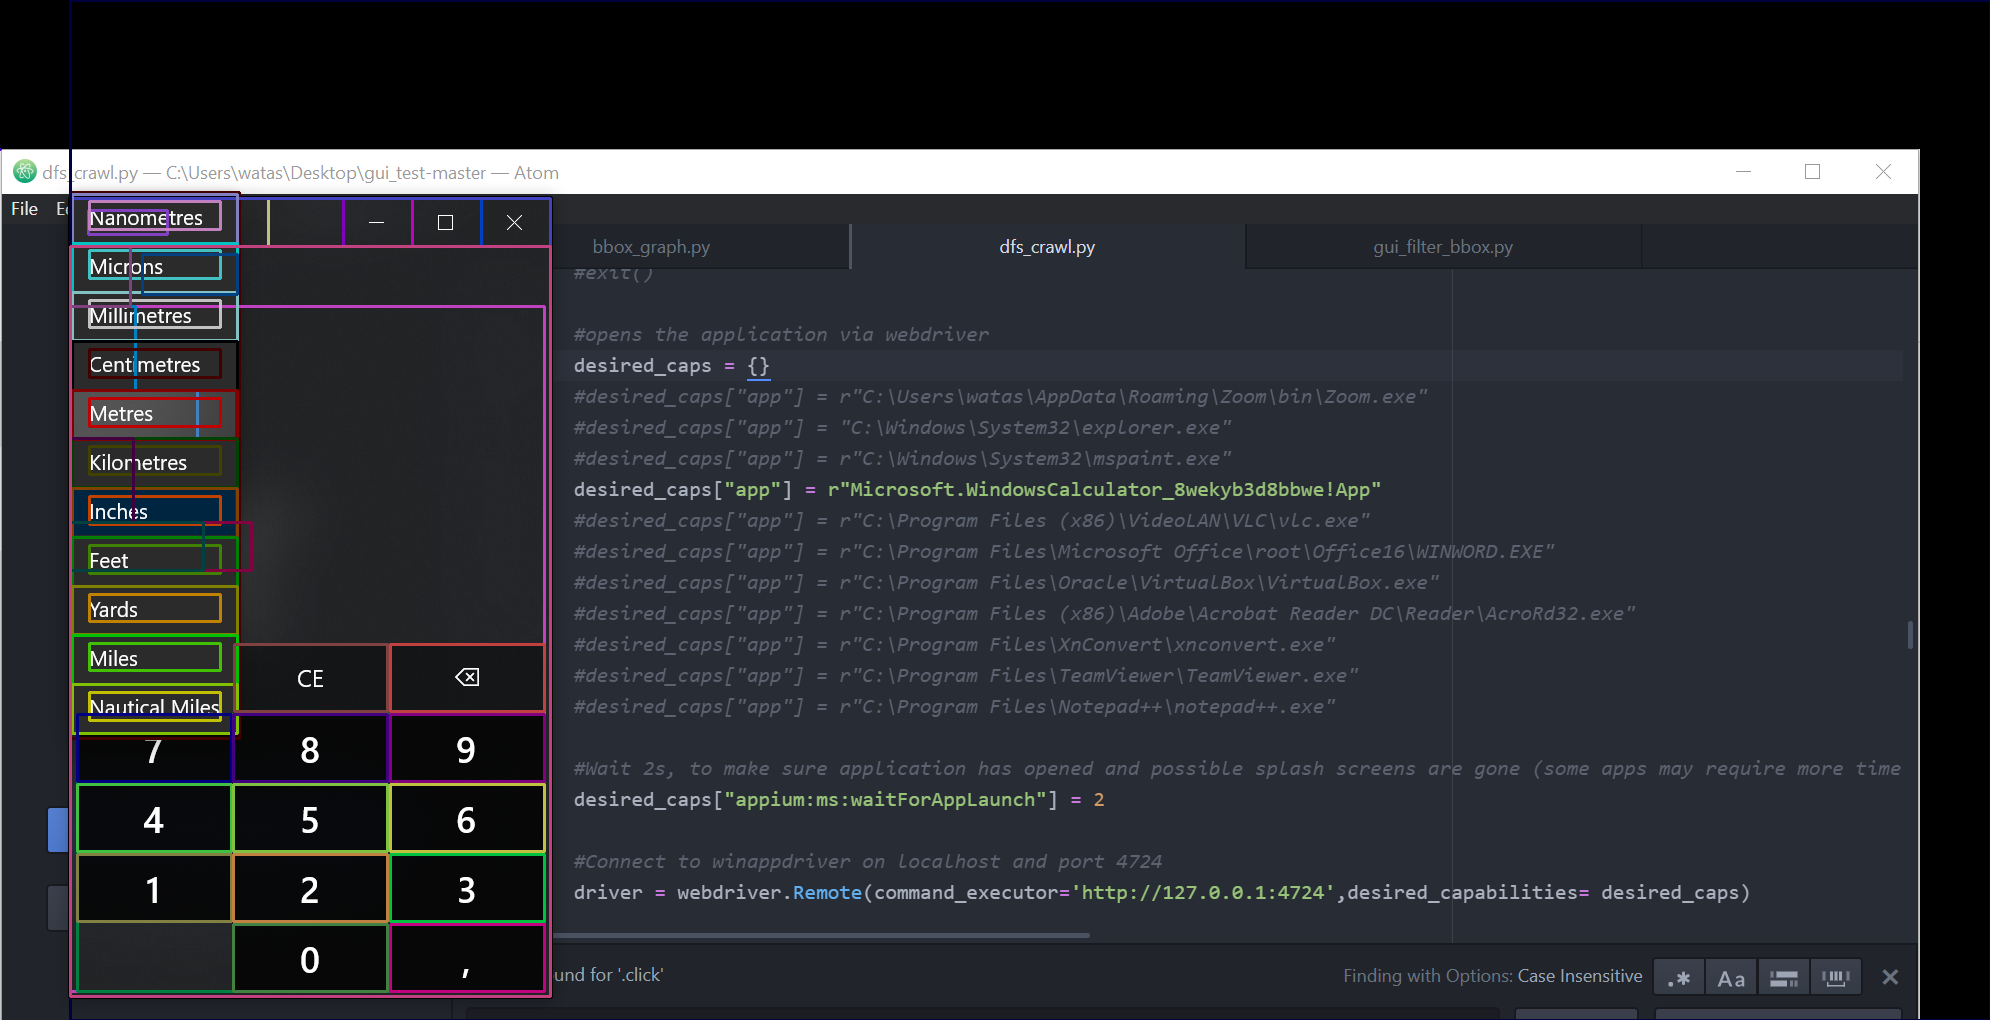 dfs_crawl.py — C:\Users\watas\Desktop\gui_test-master — Atom
File
Nanometres
Microns
Millimetres
Centimetres
Metres
Kilometres
Inches
Feet
Yards
Miles
Nautical Miles
CE
7 8 9
4 5 6
1 2 3
0 ,
bbox_graph.py dfs_crawl.py gui_filter_bbox.py
#exit()
#opens the application via webdriver
desired_caps = {}
#desired_caps["app"] = r"C:\Users\watas\AppData\Roaming\Zoom\bin\Zoom.exe"
#desired_caps["app"] = "C:\Windows\System32\explorer.exe"
#desired_caps["app"] = r"C:\Windows\System32\mspaint.exe"
desired_caps["app"] = r"Microsoft.WindowsCalculator_8wekyb3d8bbwe!App"
#desired_caps["app"] = r"C:\Program Files (x86)\VideoLAN\VLC\vlc.exe"
#desired_caps["app"] = r"C:\Program Files\Microsoft Office\root\Office16\WINWORD.EXE"
#desired_caps["app"] = r"C:\Program Files\Oracle\VirtualBox\VirtualBox.exe"
#desired_caps["app"] = r"C:\Program Files (x86)\Adobe\Acrobat Reader DC\Reader\AcroRd32.exe"
#desired_caps["app"] = r"C:\Program Files\XnConvert\xnconvert.exe"
#desired_caps["app"] = r"C:\Program Files\TeamViewer\TeamViewer.exe"
#desired_caps["app"] = r"C:\Program Files\Notepad++\notepad++.exe"
#Wait 2s, to make sure application has opened and possible splash screens are gone (some apps may require more time
desired_caps["appium:ms:waitForAppLaunch"] = 2
#Connect to winappdriver on localhost and port 4724
driver = webdriver.Remote(command_executor='http://127.0.0.1:4724',desired_capabilities= desired_caps)
und for '.click'
Finding with Options: Case Insensitive
.* Aa